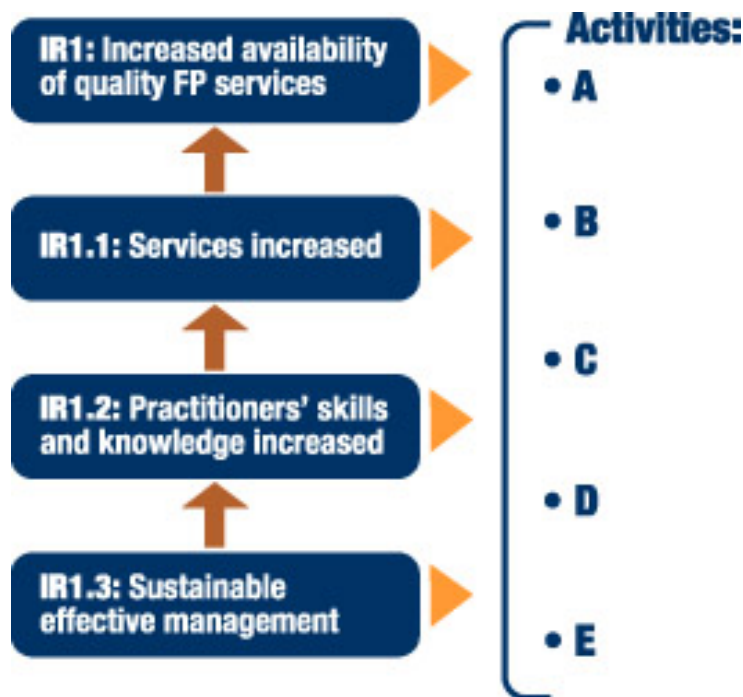 IR1: Increased availability
of quality FP services
IR1.1: Services increased
IR1.2: Practitioners’ skills
and knowledge increased
IR1.3: Sustainable
effective management
Activities:
• A
• B
• C
• D
• E